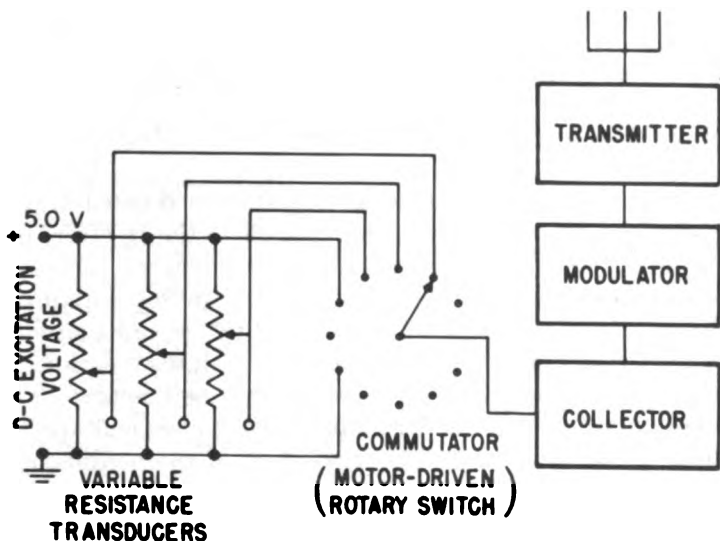 TRANSMITTER
+ 5.0 V
MODULATOR
D-C EXCITATION
VOLTAGE
COLLECTOR
COMMUTATOR
(MOTOR-DRIVEN
ROTARY SWITCH)
VARIABLE
RESISTANCE
TRANSDUCERS